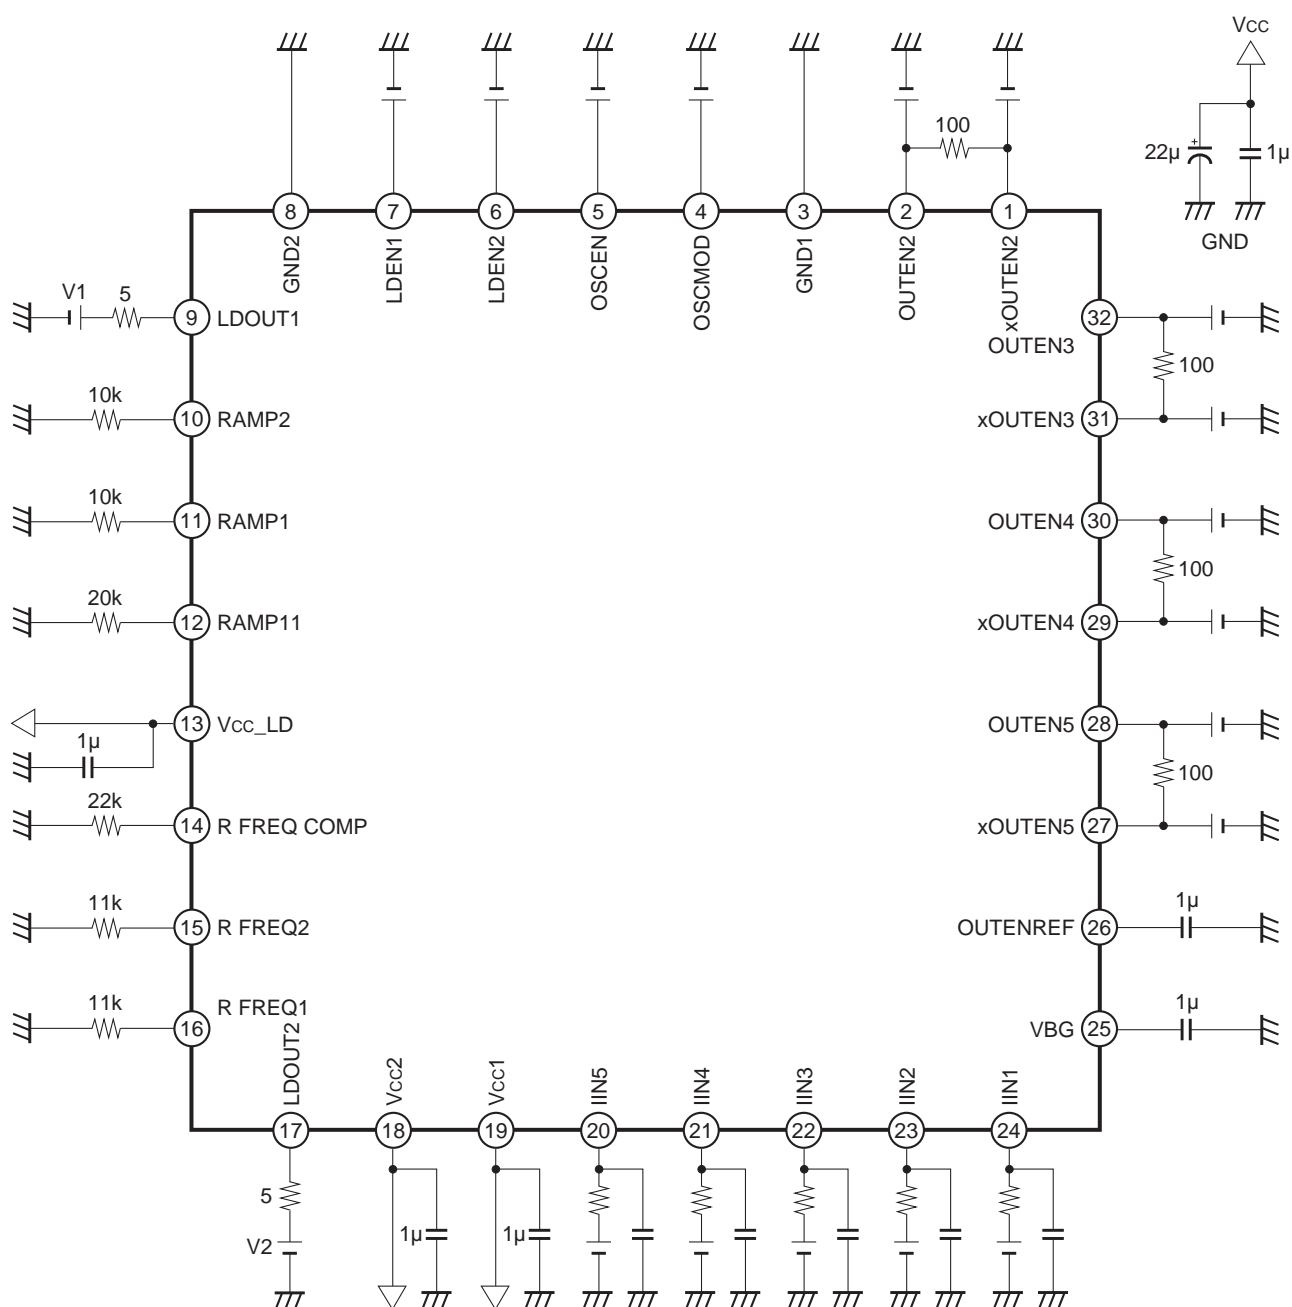 Vcc
100
22µ
+
1µ
GND
8
7
6
5
4
3
2
1
GND2
LDEN1
LDEN2
OSCEN
OSCMOD
GND1
OUTEN2
xOUTEN2
V1
5
9
LDOUT1
32
OUTEN3
100
10k
10
RAMP2
xOUTEN3
31
10k
11
RAMP1
OUTEN4
30
100
20k
12
RAMP11
xOUTEN4
29
13
Vcc_LD
1µ
OUTEN5
28
100
22k
14
R FREQ COMP
xOUTEN5
27
11k
15
R FREQ2
OUTENREF
26
1µ
11k
16
R FREQ1
VBG
25
1µ
LDOUT2
Vcc2
Vcc1
IIN5
IIN4
IIN3
IIN2
IIN1
17
18
19
20
21
22
23
24
5
V2
1µ
1µ